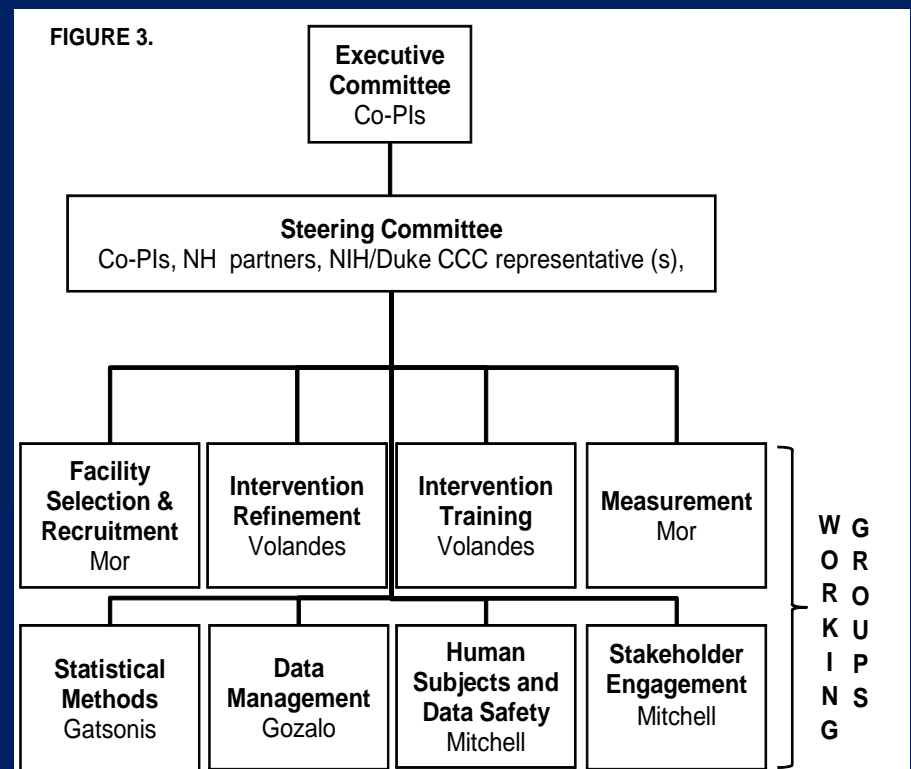 FIGURE 3.
Executive
Committee
Co-PIs
Steering Committee
Co-PIs, NH partners, NIH/Duke CCC representative (s),
Facility
Selection &
Recruitment
Mor
Intervention
Refinement
Volandes
Intervention
Training
Volandes
Measurement
Mor
Statistical
Methods
Gatsonis
Data
Management
Gozalo
Human
Subjects and
Data Safety
Mitchell
Stakeholder
Engagement
Mitchell
WORKING
GROUPS